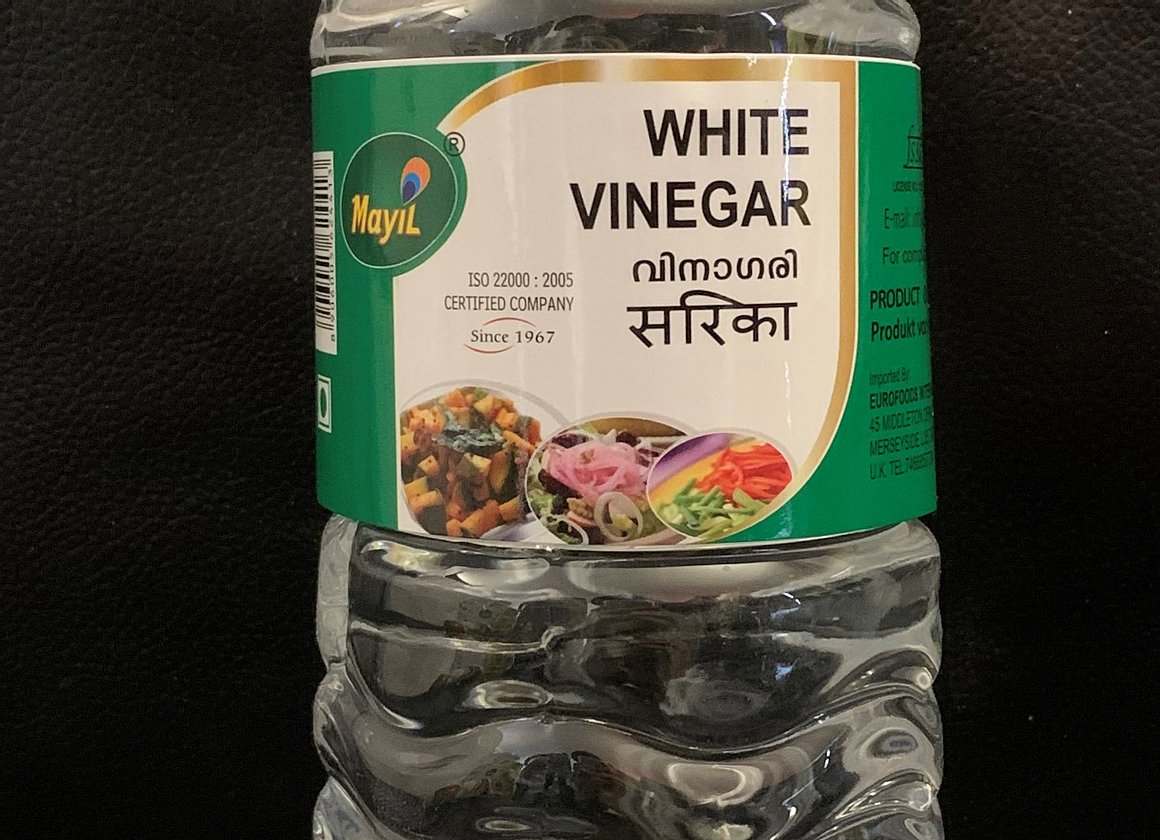 WHITE
VINEGAR
വിനാഗരി
सरिका
®
Mayil
ISO 22000 : 2005
CERTIFIED COMPANY
Since 1967
E-mail:
For
PRODUCT
Produkt
Imported By
EUROFOODS
45 MIDDLETON
MERSEYSIDE
U.K. TEL: